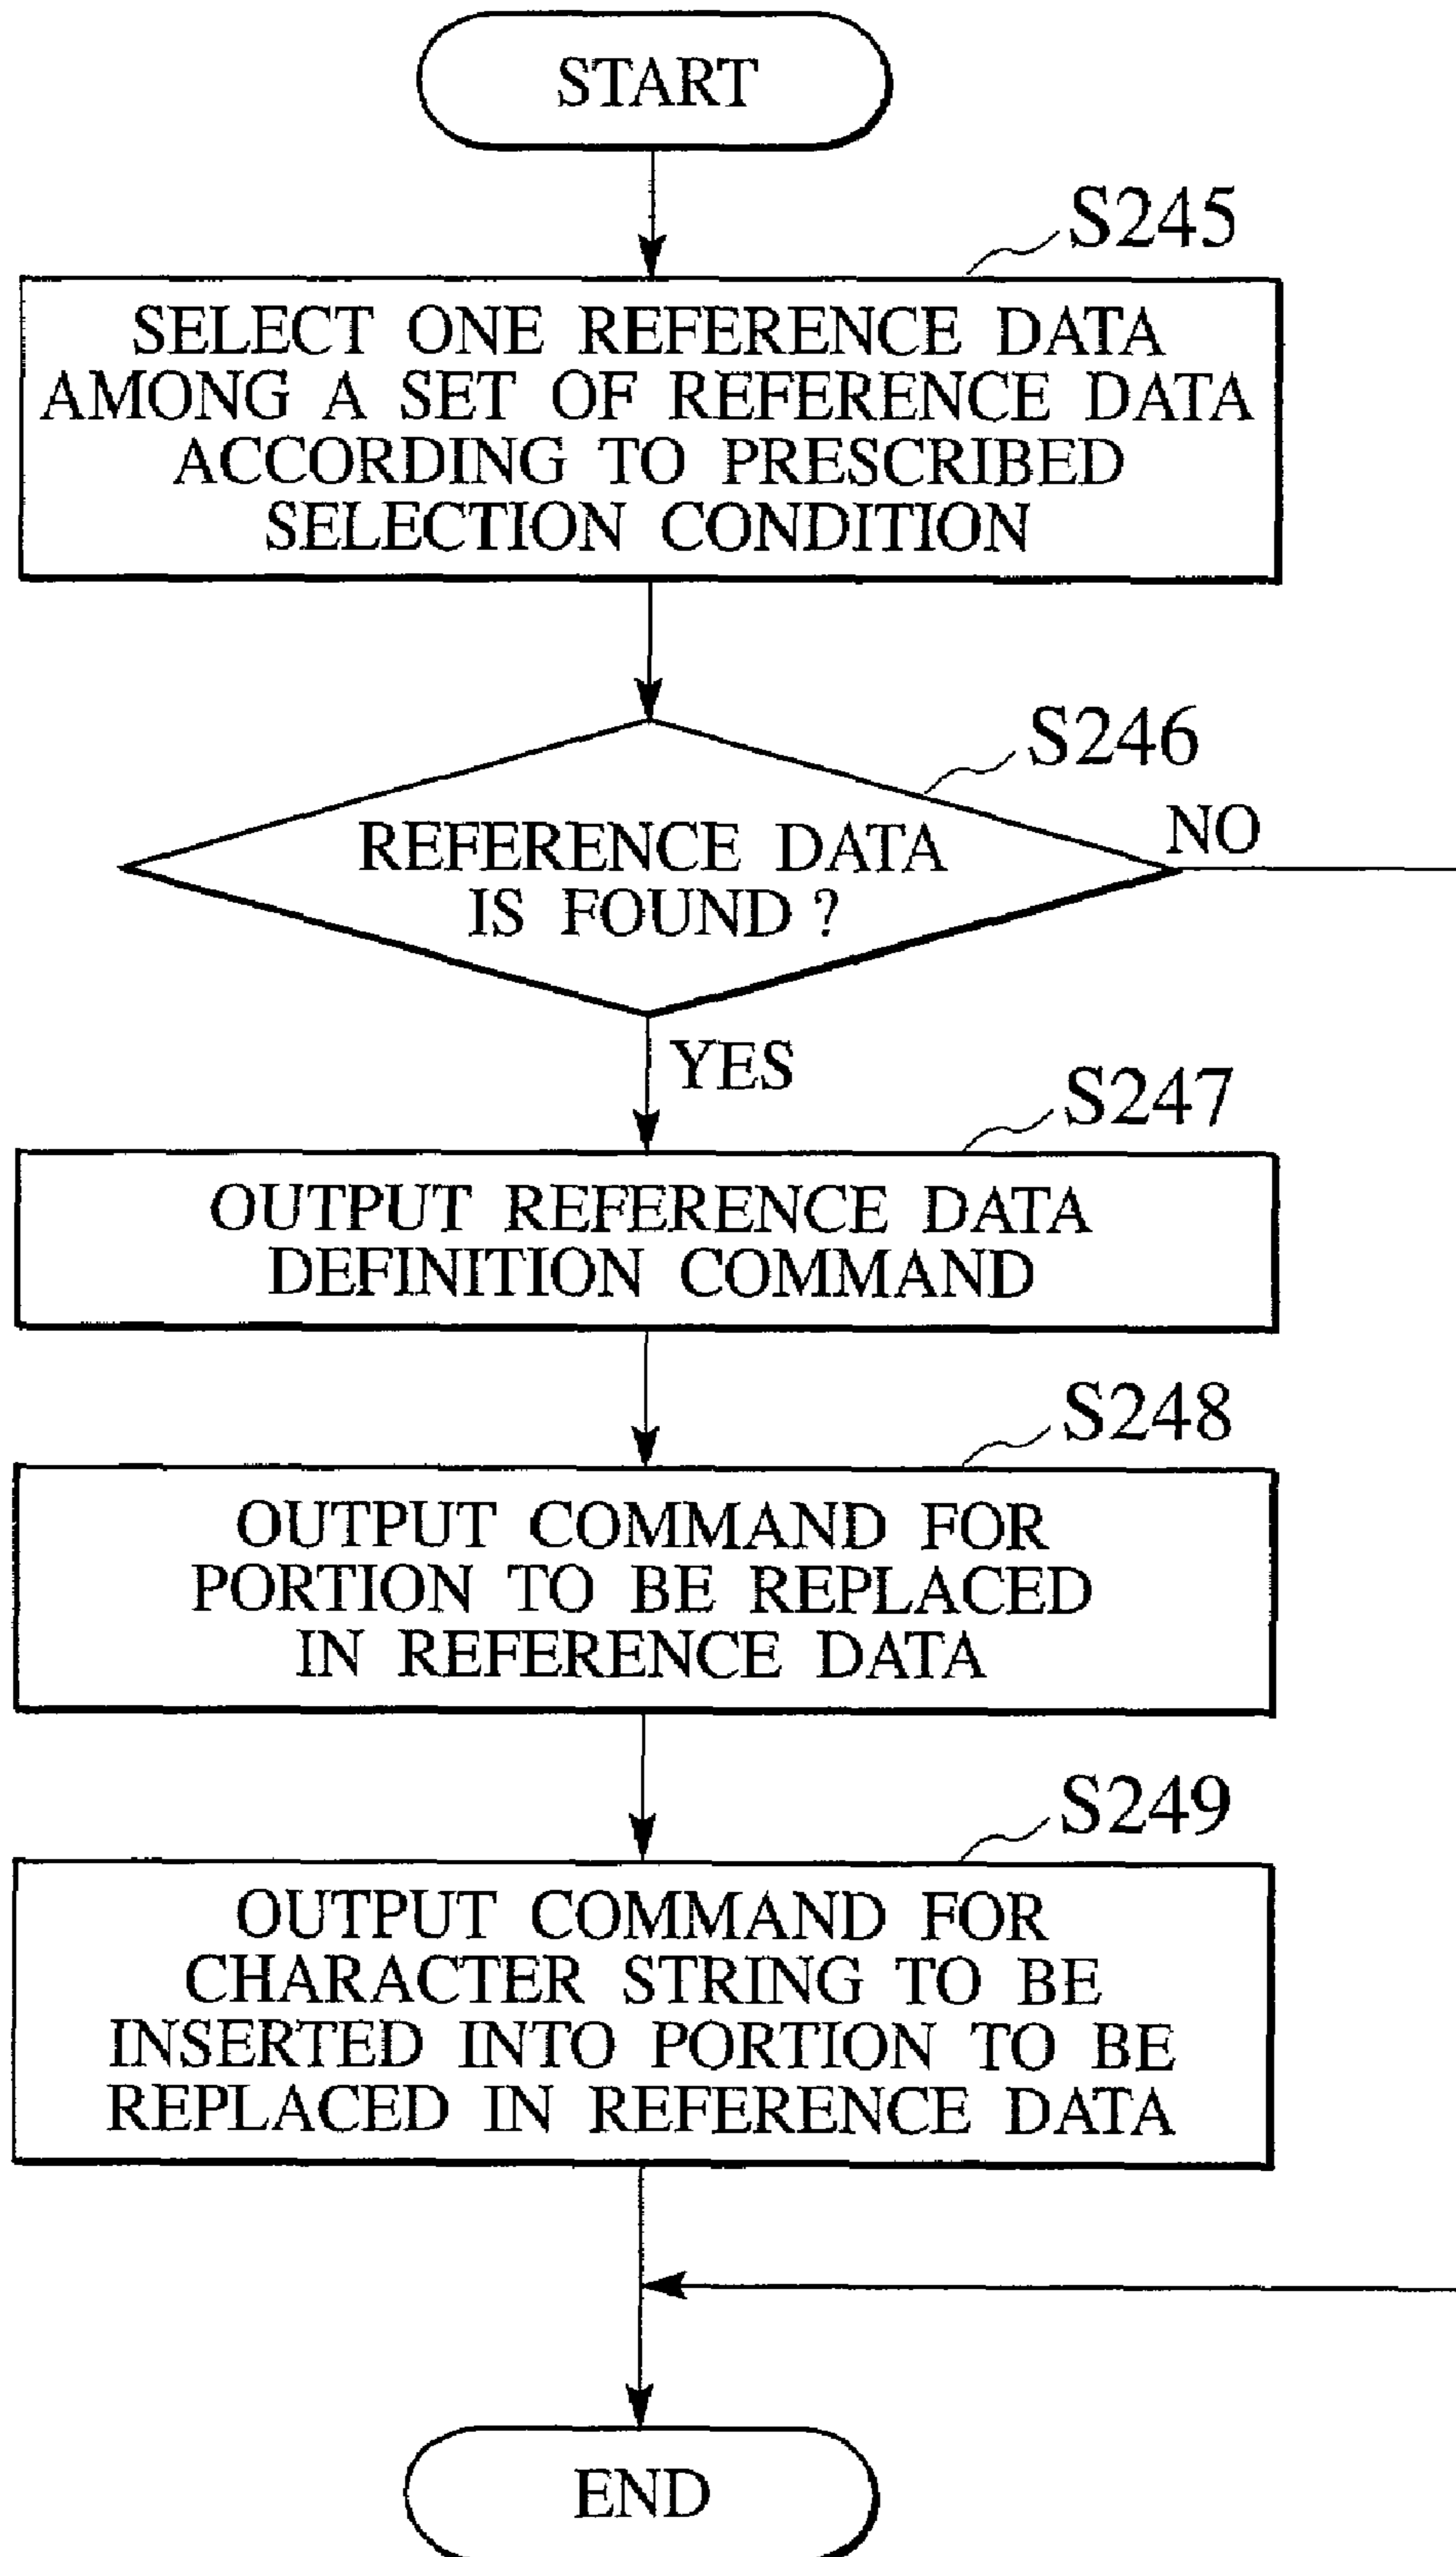 START
S245
SELECT ONE REFERENCE DATA
AMONG A SET OF REFERENCE DATA
ACCORDING TO PRESCRIBED
SELECTION CONDITION
S246
REFERENCE DATA
IS FOUND ?
NO
YES
S247
OUTPUT REFERENCE DATA
DEFINITION COMMAND
S248
OUTPUT COMMAND FOR
PORTION TO BE REPLACED
IN REFERENCE DATA
S249
OUTPUT COMMAND FOR
CHARACTER STRING TO BE
INSERTED INTO PORTION TO BE
REPLACED IN REFERENCE DATA
END